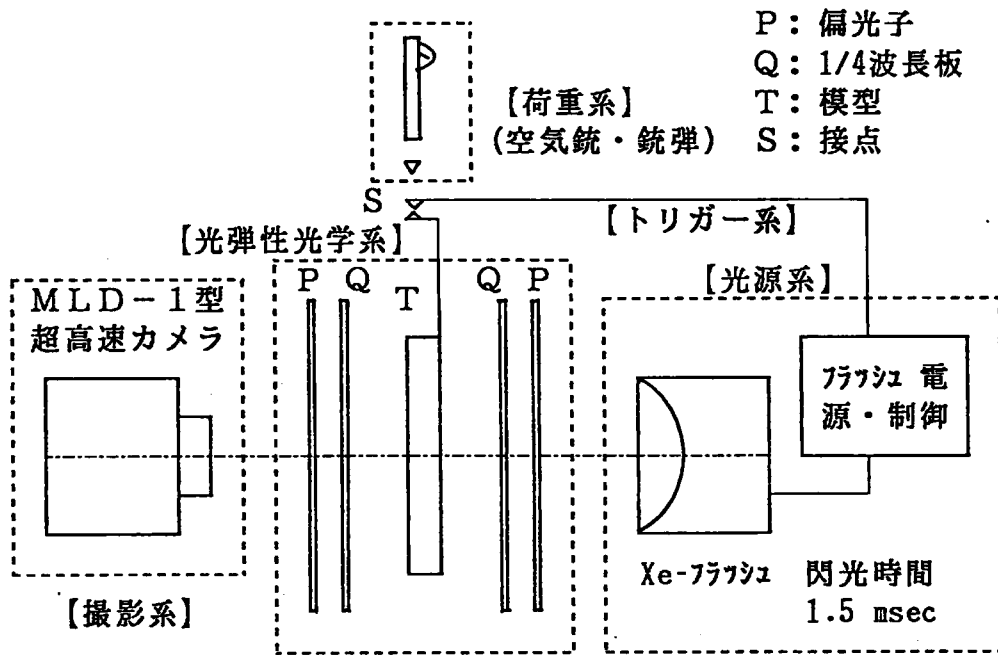 P：偏光子
Q：1/4波長板
T：模型
S：接点
【荷重系】
(空気銃・銃弾)
S
【トリガー系】
【光弾性光学系】
【光源系】
P Q T Q P
MLD－1型
超高速カメラ
ﾌﾗｯｼｭ 電
源・制御
Xe-ﾌﾗｯｼｭ 閃光時間
1.5 msec
【撮影系】